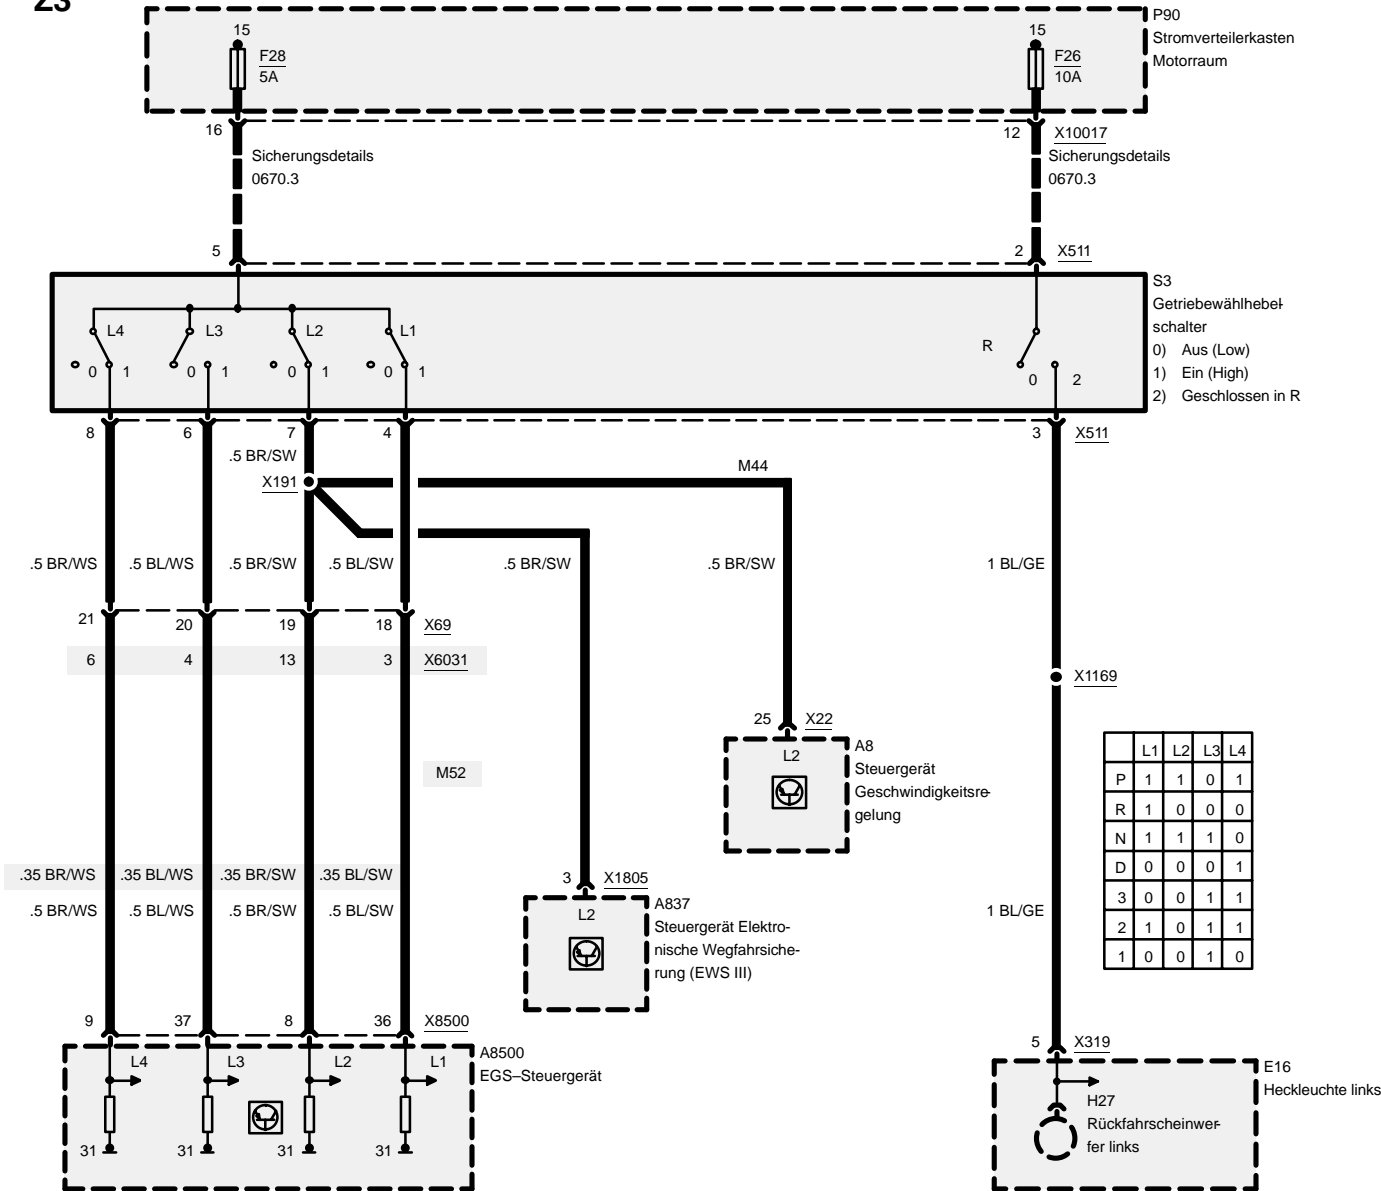 23
P90
Stromverteilerkasten
Motorraum
15
F28
5A
15
F26
10A
16
12
X10017
Sicherungsdetails
0670.3
Sicherungsdetails
0670.3
5
2
X511
S3
Getriebewählhebel-
schalter
0) Aus (Low)
1) Ein (High)
2) Geschlossen in R
L4
L3
L2
L1
R
0 1
0 1
0 1
0 1
0 2
8
6
7
4
3
X511
.5 BR/SW
X191
M44
.5 BR/WS
.5 BL/WS
.5 BR/SW
.5 BL/SW
.5 BR/SW
.5 BR/SW
1 BL/GE
21
20
19
18
X69
6
4
13
3
X6031
X1169
25
X22
M52
L2
A8
Steuergerät
Geschwindigkeitsre-
gelung
L1 L2 L3 L4
P 1 1 0 1
R 1 0 0 0
N 1 1 1 0
D 0 0 0 1
3 0 0 1 1
2 1 0 1 1
1 0 0 1 0
.35 BR/WS
.35 BL/WS
.35 BR/SW
.35 BL/SW
3
X1805
.5 BR/WS
.5 BL/WS
.5 BR/SW
.5 BL/SW
L2
A837
Steuergerät Elektro-
nische Wegfahrsiche-
rung (EWS III)
1 BL/GE
9
37
8
36
X8500
5
X319
L4
L3
L2
L1
A8500
EGS–Steuergerät
31
31
31
31
E16
Heckleuchte links
H27
Rückfahrscheinwer-
fer links